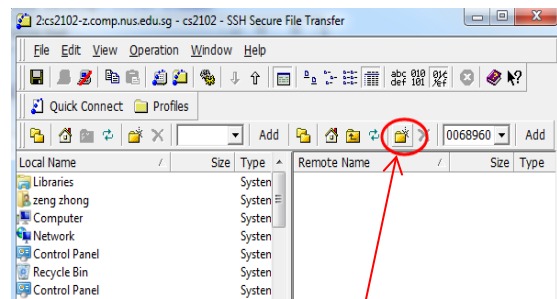 2:cs2102-z.comp.nus.edu.sg - cs2102 - SSH Secure File Transfer
File Edit View Operation Window Help
abc def 010 101
Quick Connect Profiles
Add 0068960 Add
Local Name / Size Type Remote Name / Size Type
Libraries System
zeng zhong System
Computer System
Network System
Control Panel System
Recycle Bin System
Control Panel System